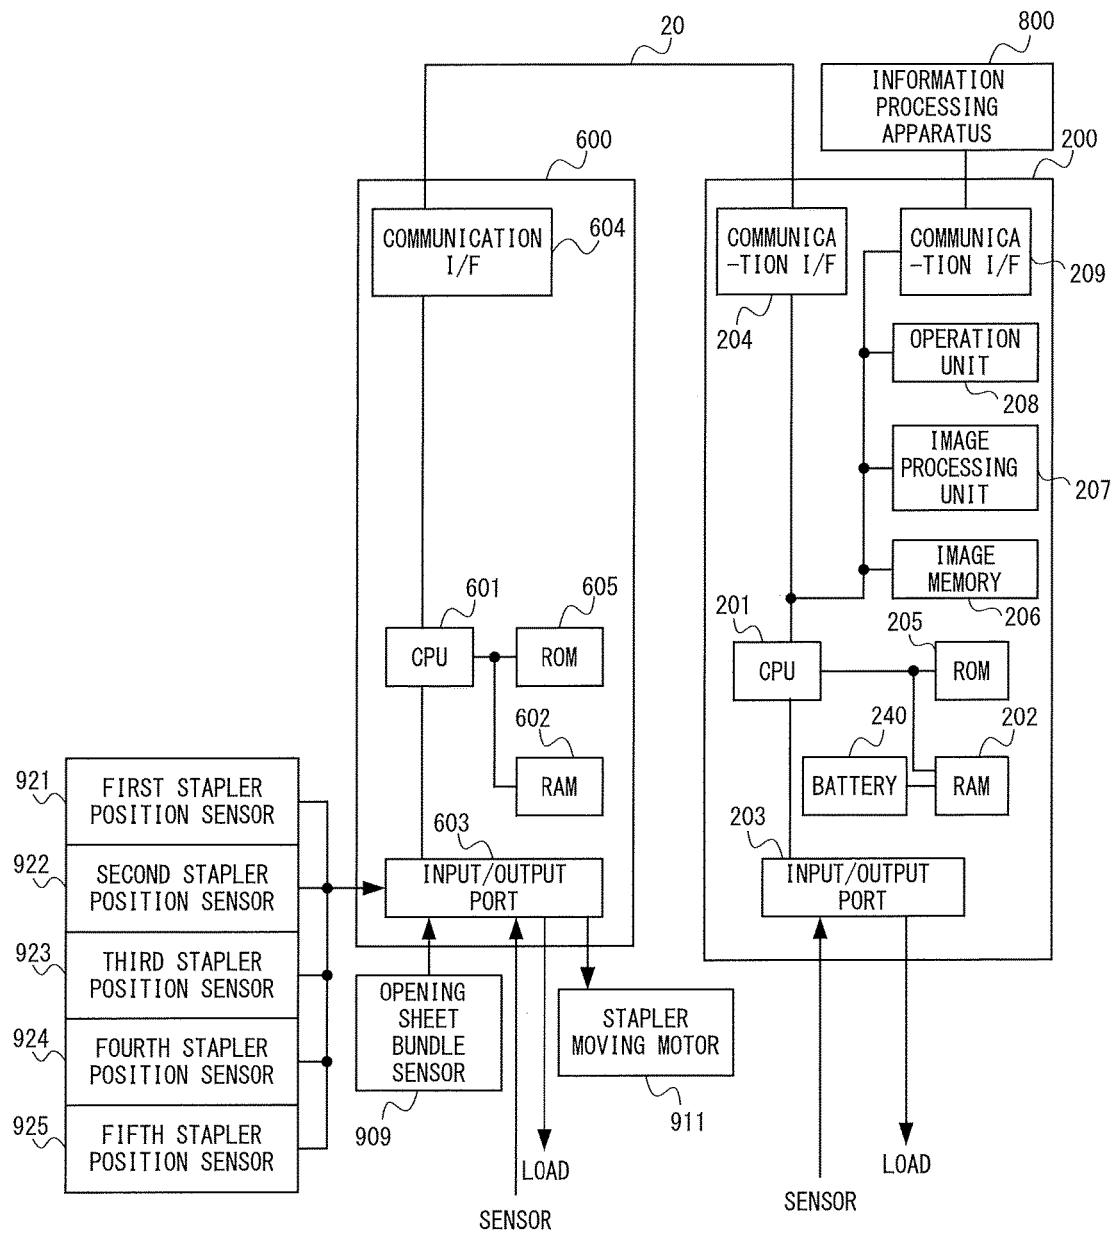 20
800
INFORMATION
PROCESSING
APPARATUS
600
200
COMMUNICATION
I/F
604
COMMUNICA
-TION I/F
204
COMMUNICA
-TION I/F
209
OPERATION
UNIT
208
IMAGE
PROCESSING
UNIT
207
IMAGE
MEMORY
206
601
CPU
605
ROM
602
RAM
201
CPU
205
ROM
240
BATTERY
202
RAM
603
INPUT/OUTPUT
PORT
203
INPUT/OUTPUT
PORT
921
FIRST STAPLER
POSITION SENSOR
922
SECOND STAPLER
POSITION SENSOR
923
THIRD STAPLER
POSITION SENSOR
924
FOURTH STAPLER
POSITION SENSOR
925
FIFTH STAPLER
POSITION SENSOR
OPENING
SHEET
BUNDLE
SENSOR
909
STAPLER
MOVING MOTOR
911
LOAD
SENSOR
LOAD
SENSOR